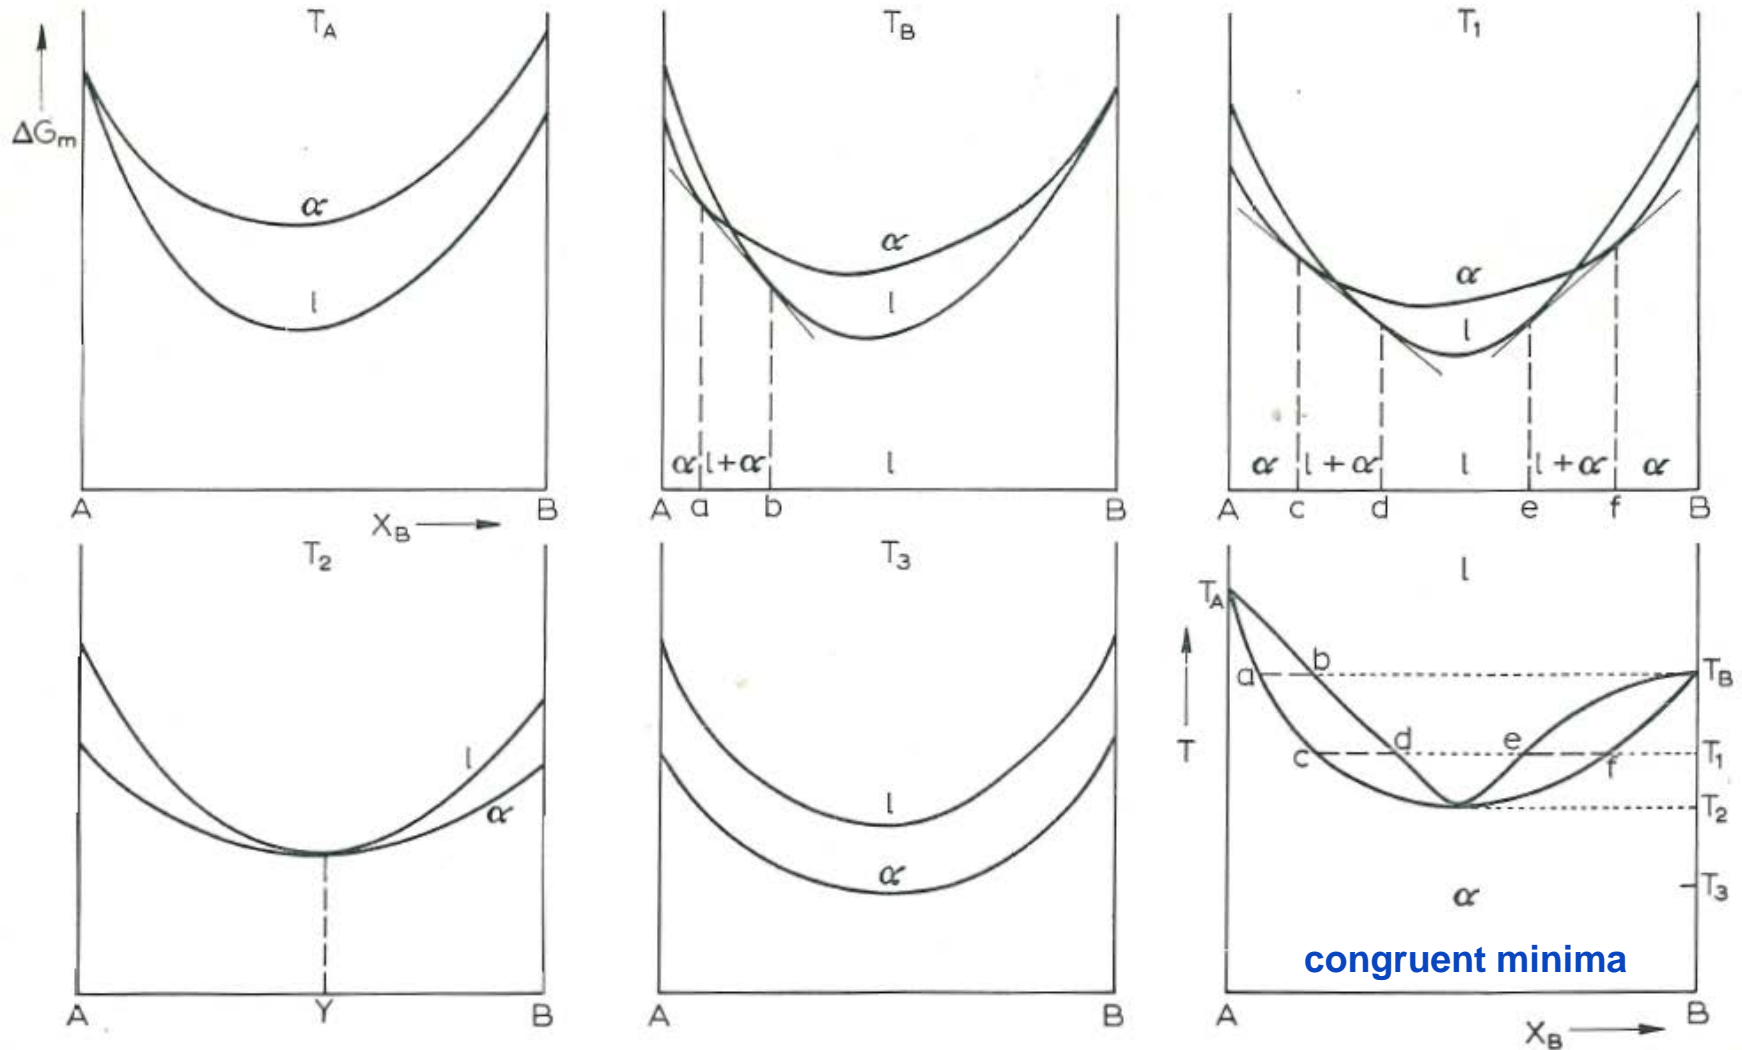 T_A
ΔG_m
α
l
A
X_B
B
T_B
α
l
α l+α l
A a b B
T_1
α
l
α l+α l l+α α
A c d e f B
T_2
l
α
A Y B
T_3
l
α
A B
l
T_A
b
a T_B
T
c d e f T_1
T_2
T_3
α
congruent minima
A B
X_B